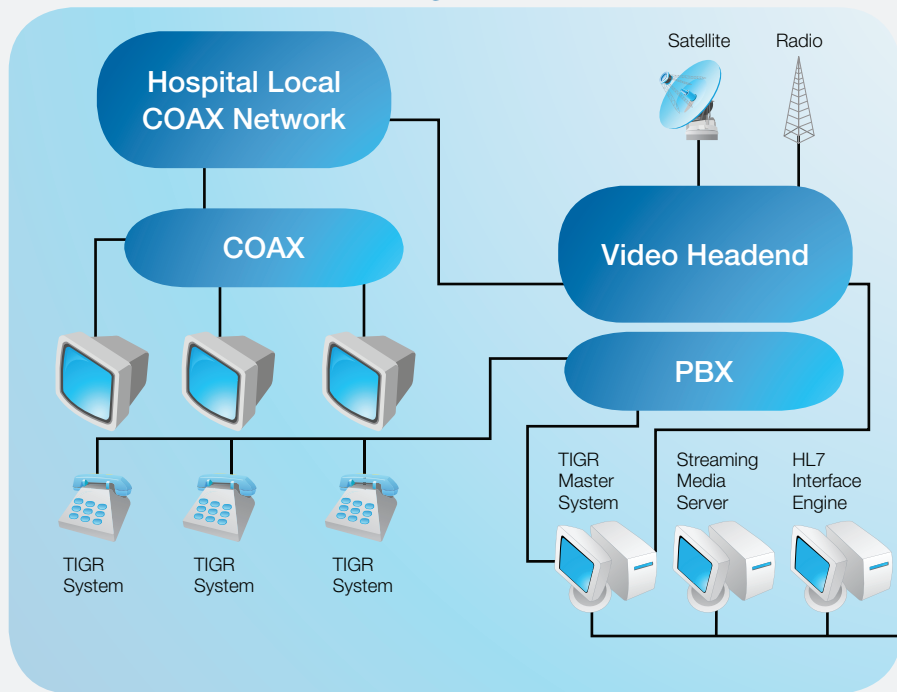 Satellite
Radio
Hospital Local
COAX Network
COAX
Video Headend
PBX
TIGR
Master
System
Streaming
Media
Server
HL7
Interface
Engine
TIGR
System
TIGR
System
TIGR
System